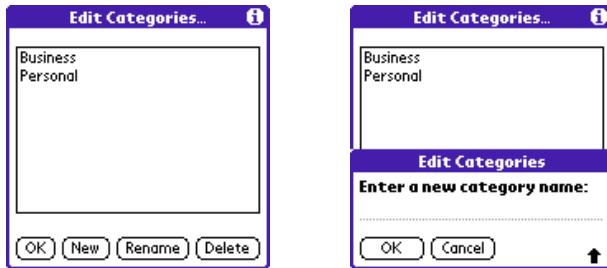 Edit Categories...
Business
Personal
OK New Rename Delete
Edit Categories...
Business
Personal
Edit Categories
Enter a new category name:
OK Cancel